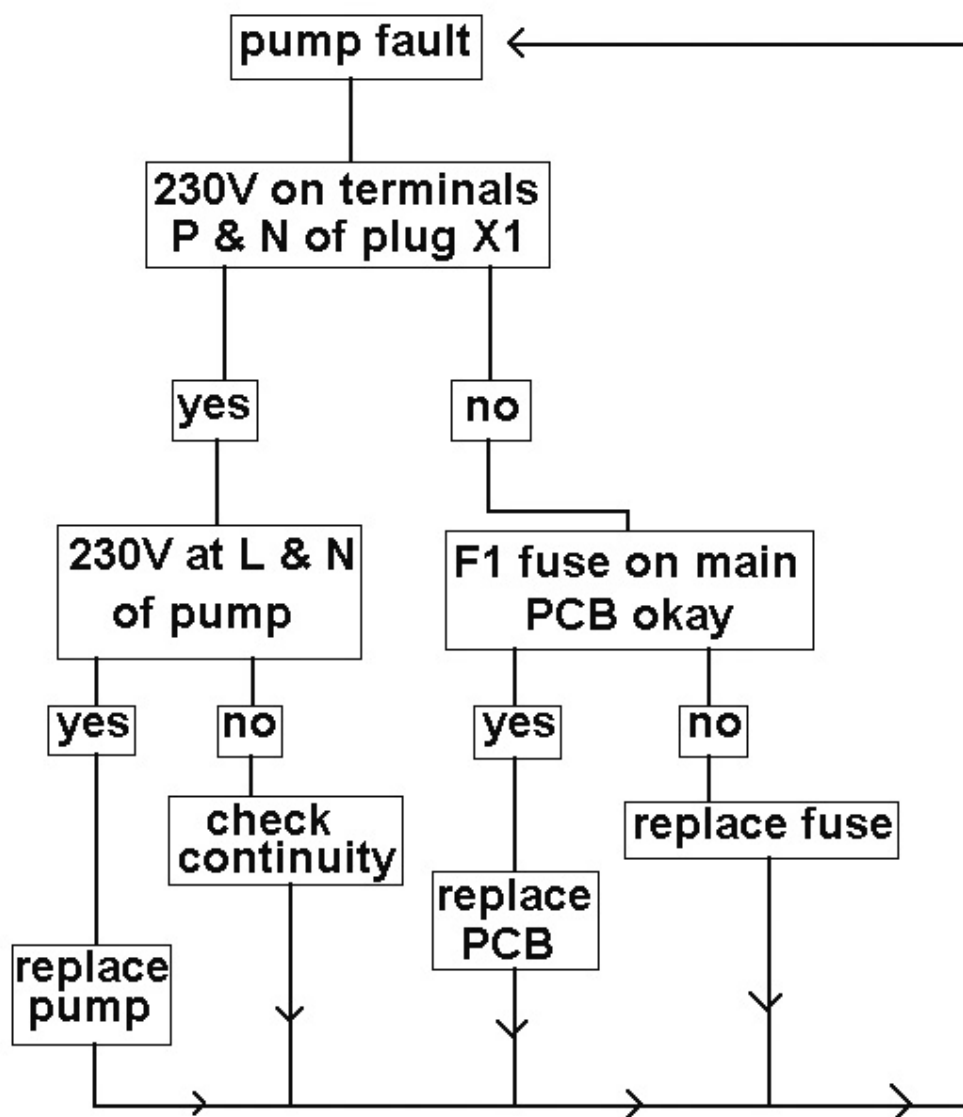 pump fault
230V on terminals
P & N of plug X1
yes
no
230V at L & N
of pump
F1 fuse on main
PCB okay
yes
no
yes
no
check
continuity
replace fuse
replace
PCB
replace
pump